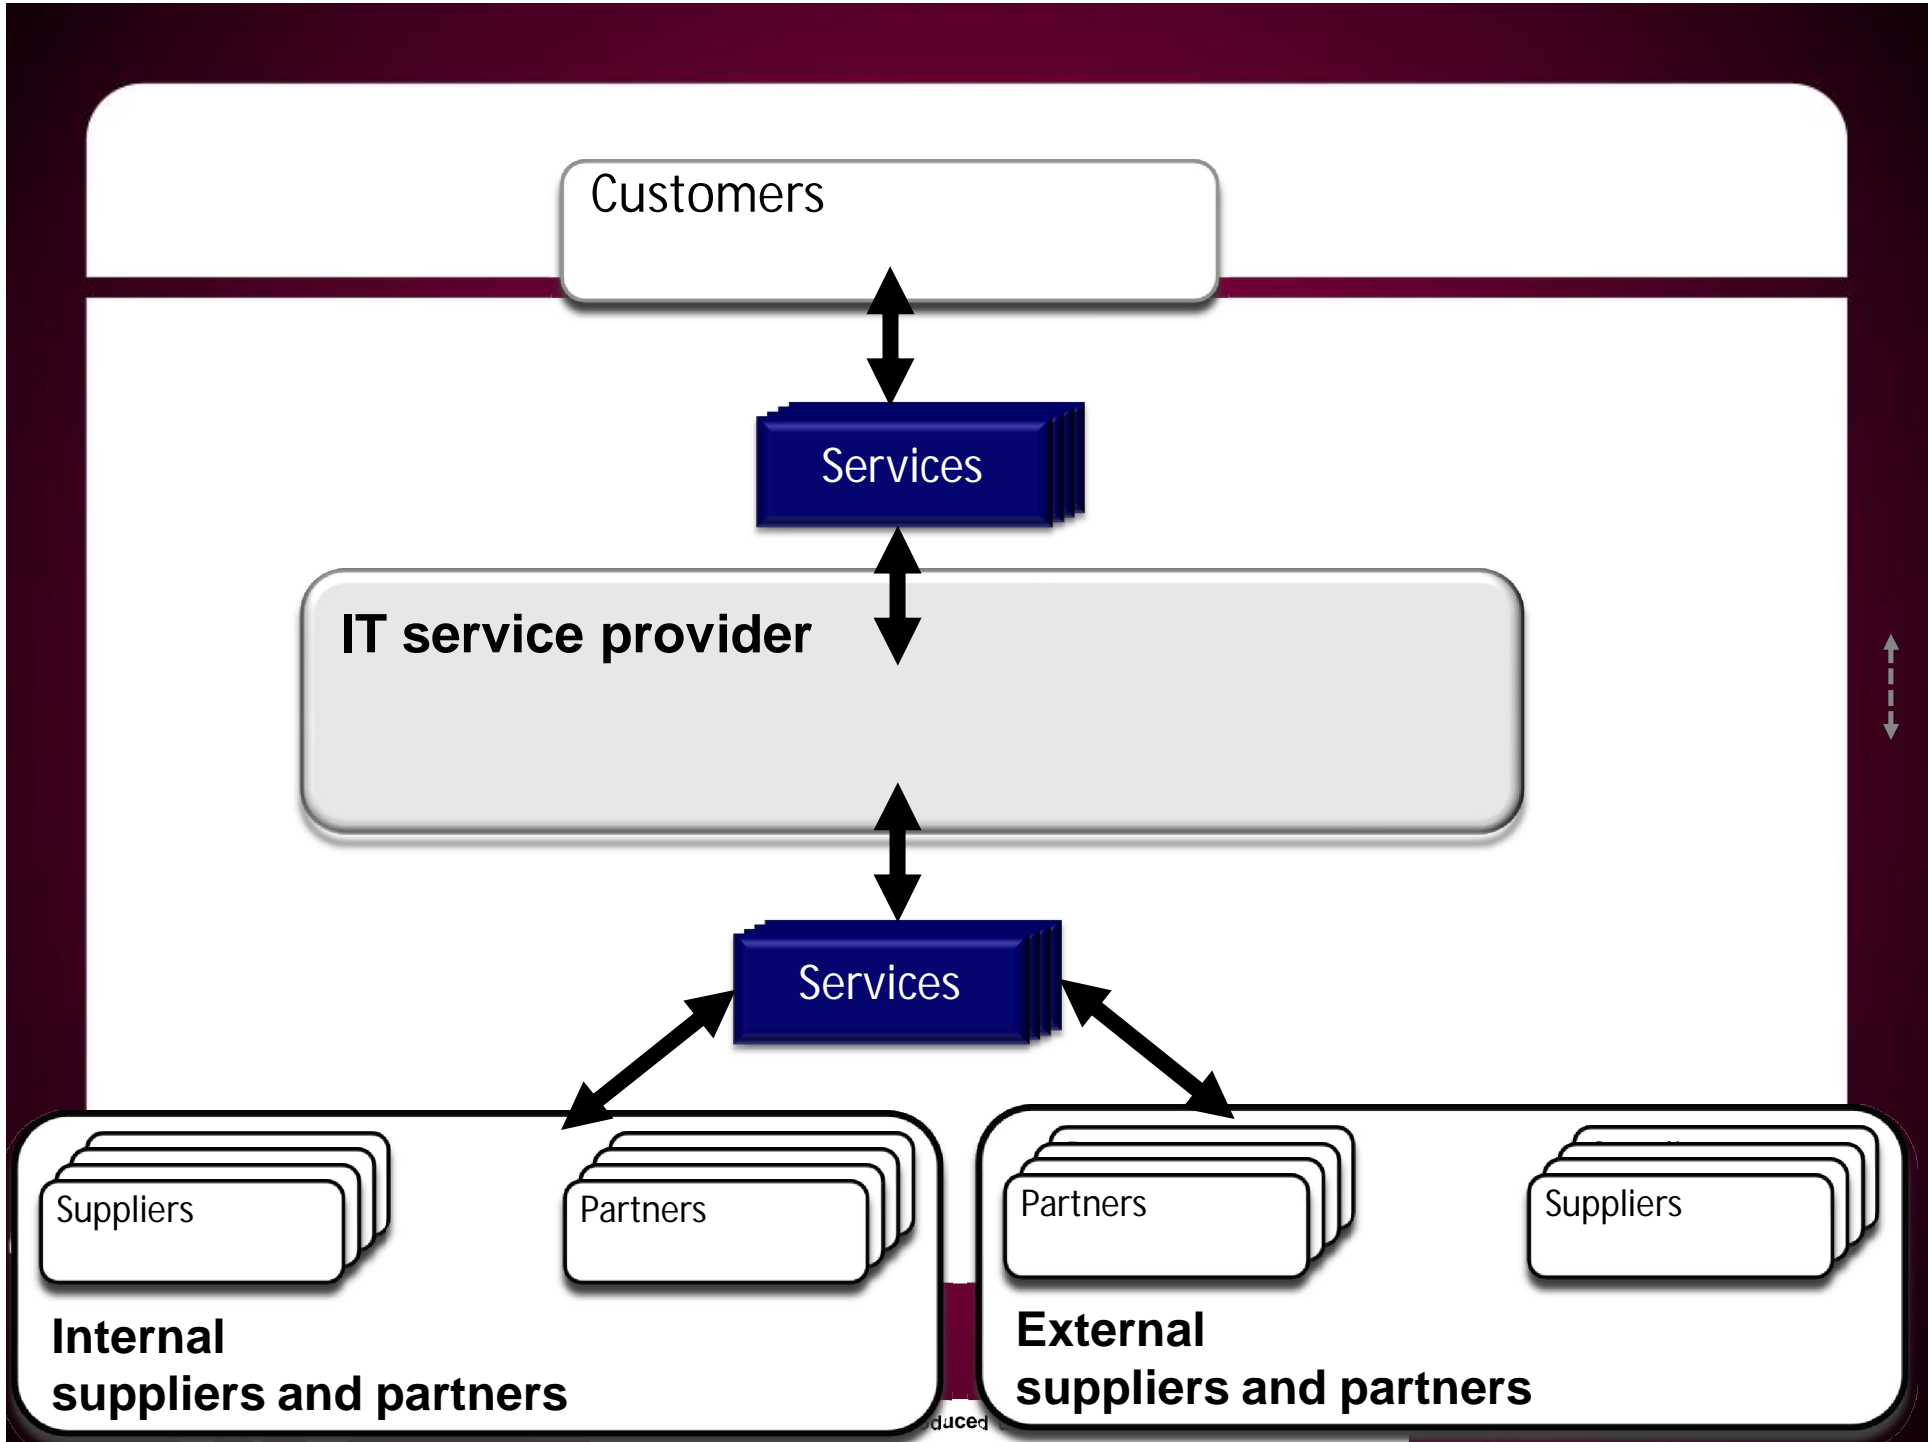 Customers
Services
IT service provider
Services
Suppliers
Partners
Partners
Suppliers
Internal
suppliers and partners
External
suppliers and partners